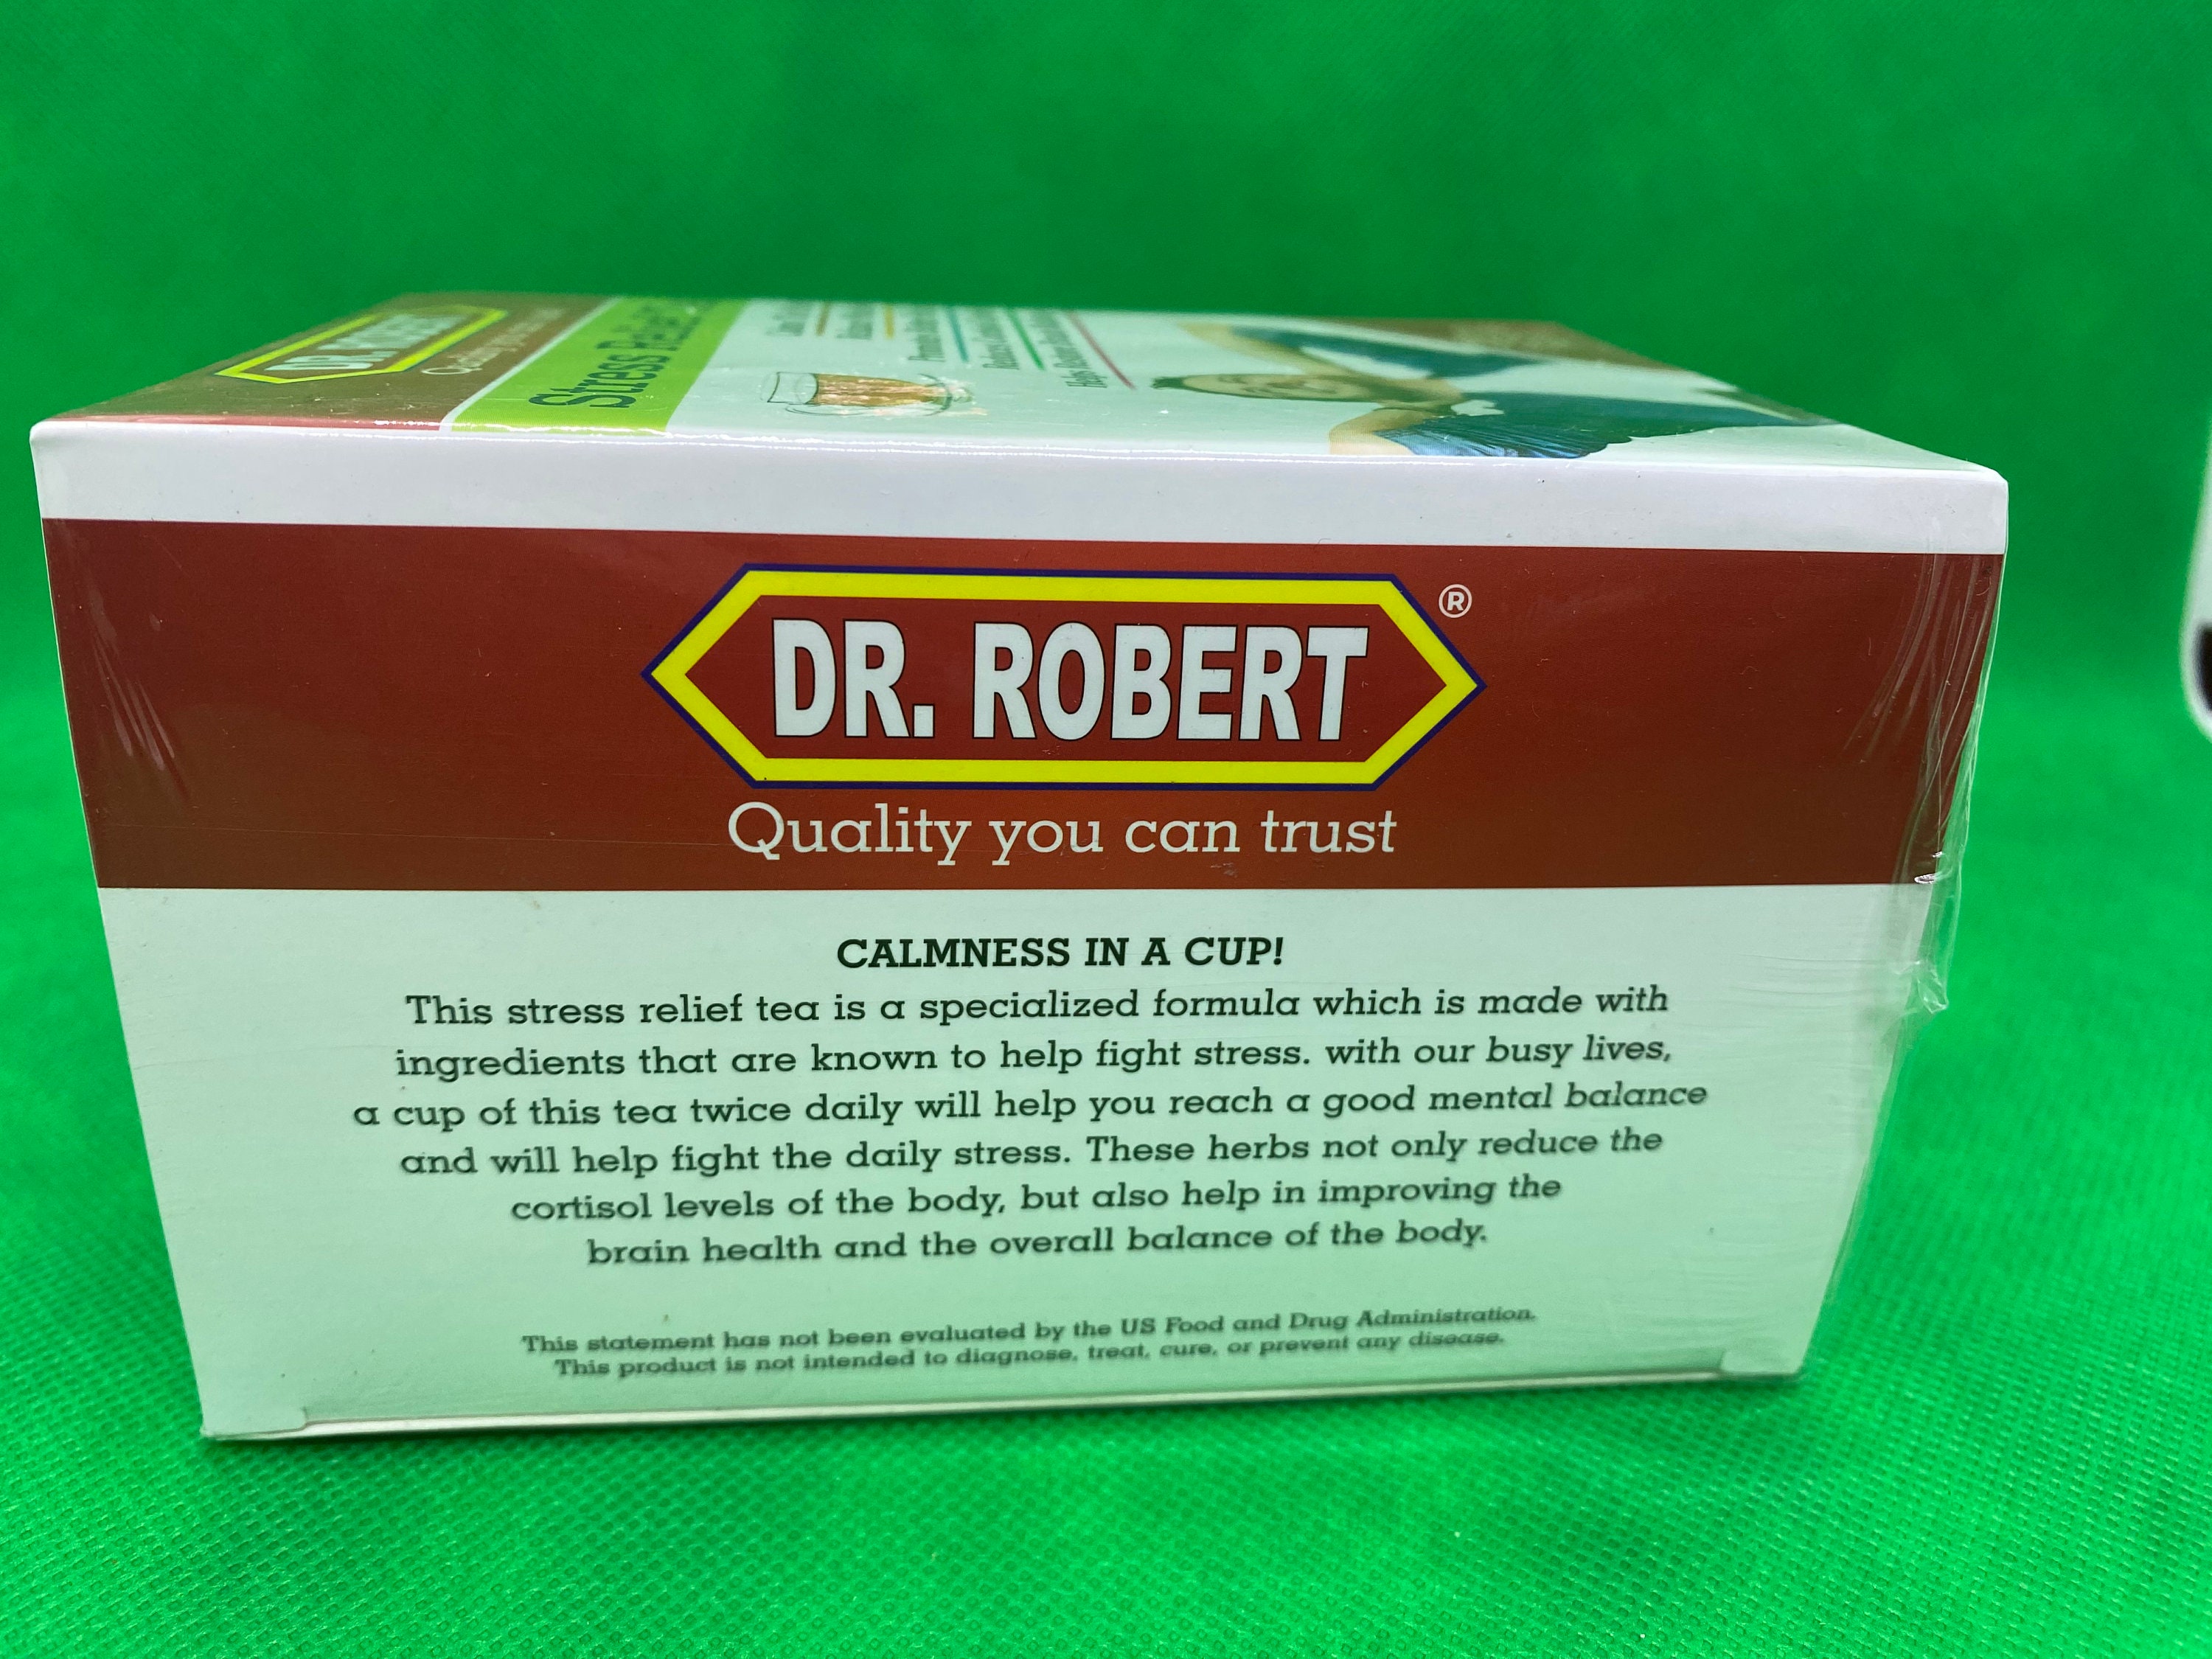 DR. ROBERT
Stress Relief
DR. ROBERT ®
Quality you can trust
CALMNESS IN A CUP!
This stress relief tea is a specialized formula which is made with
ingredients that are known to help fight stress. with our busy lives,
a cup of this tea twice daily will help you reach a good mental balance
and will help fight the daily stress. These herbs not only reduce the
cortisol levels of the body, but also help in improving the
brain health and the overall balance of the body.
This statement has not been evaluated by the US Food and Drug Administration.
This product is not intended to diagnose, treat, cure, or prevent any disease.